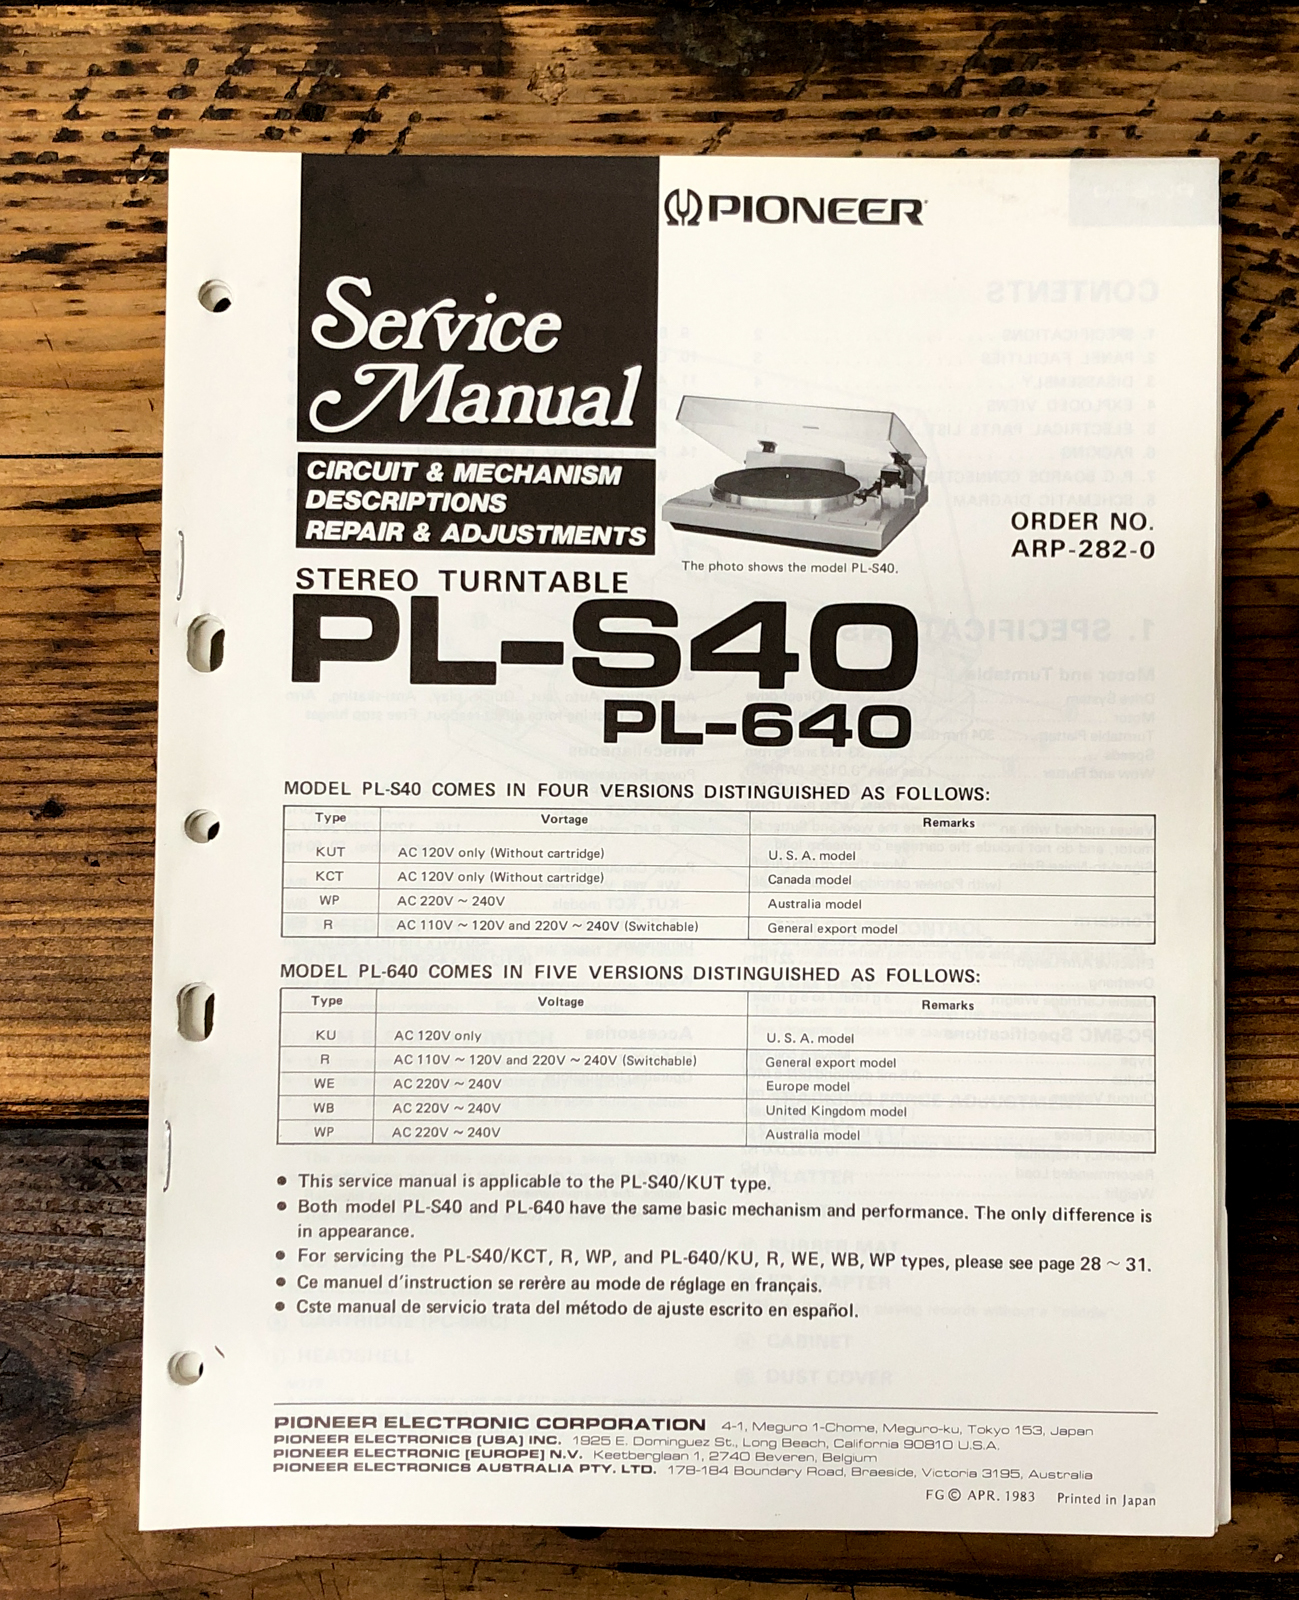 PIONEER
Service
Manual
CIRCUIT & MECHANISM
DESCRIPTIONS
REPAIR & ADJUSTMENTS
The photo shows the model PL-S40.
ORDER NO.
ARP-282-0
STEREO TURNTABLE
PL-S40
PL-640
MODEL PL-S40 COMES IN FOUR VERSIONS DISTINGUISHED AS FOLLOWS:
Type Vortage Remarks
KUT AC 120V only (Without cartridge) U. S. A. model
KCT AC 120V only (Without cartridge) Canada model
WP AC 220V ~ 240V Australia model
R AC 110V ~ 120V and 220V ~ 240V (Switchable) General export model
MODEL PL-640 COMES IN FIVE VERSIONS DISTINGUISHED AS FOLLOWS:
Type Voltage Remarks
KU AC 120V only U. S. A. model
R AC 110V ~ 120V and 220V ~ 240V (Switchable) General export model
WE AC 220V ~ 240V Europe model
WB AC 220V ~ 240V United Kingdom model
WP AC 220V ~ 240V Australia model
● This service manual is applicable to the PL-S40/KUT type.
● Both model PL-S40 and PL-640 have the same basic mechanism and performance. The only difference is
in appearance.
● For servicing the PL-S40/KCT, R, WP, and PL-640/KU, R, WE, WB, WP types, please see page 28 ~ 31.
● Ce manuel d'instruction se rerère au mode de réglage en français.
● Cste manual de servicio trata del método de ajuste escrito en español.
PIONEER ELECTRONIC CORPORATION 4-1, Meguro 1-Chome, Meguro-ku, Tokyo 153, Japan
PIONEER ELECTRONICS [USA] INC. 1925 E. Dominguez St., Long Beach, California 90810 U.S.A.
PIONEER ELECTRONIC [EUROPE] N.V. Keetberglaan 1, 2740 Beveren, Belgium
PIONEER ELECTRONICS AUSTRALIA PTY. LTD. 178-184 Boundary Road, Braeside, Victoria 3195, Australia
FG © APR. 1983 Printed in Japan